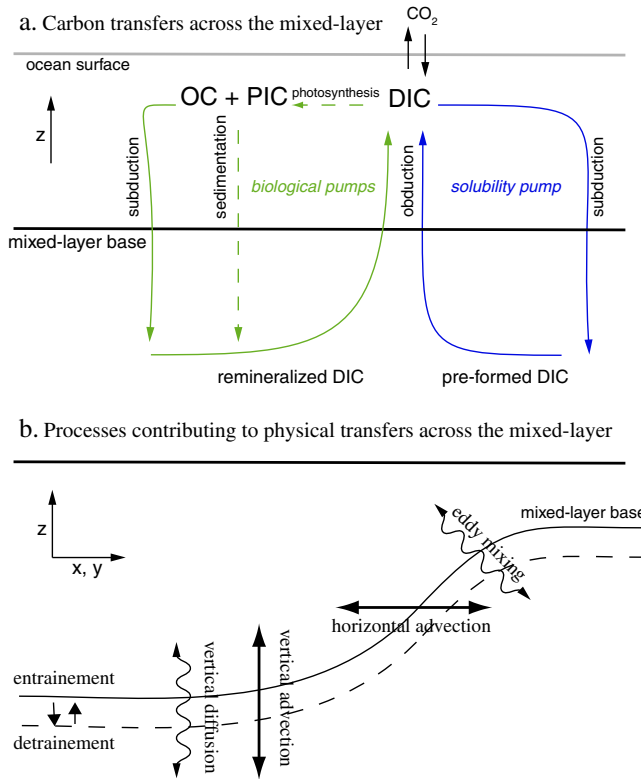 a. Carbon transfers across the mixed-layer
CO2
ocean surface
z
OC + PIC
photosynthesis
DIC
subduction
sedimentation
biological pumps
obduction
solubility pump
subduction
mixed-layer base
remineralized DIC
pre-formed DIC
b. Processes contributing to physical transfers across the mixed-layer
z
x, y
eddy mixing
mixed-layer base
horizontal advection
vertical diffusion
vertical advection
entrainement
detrainement